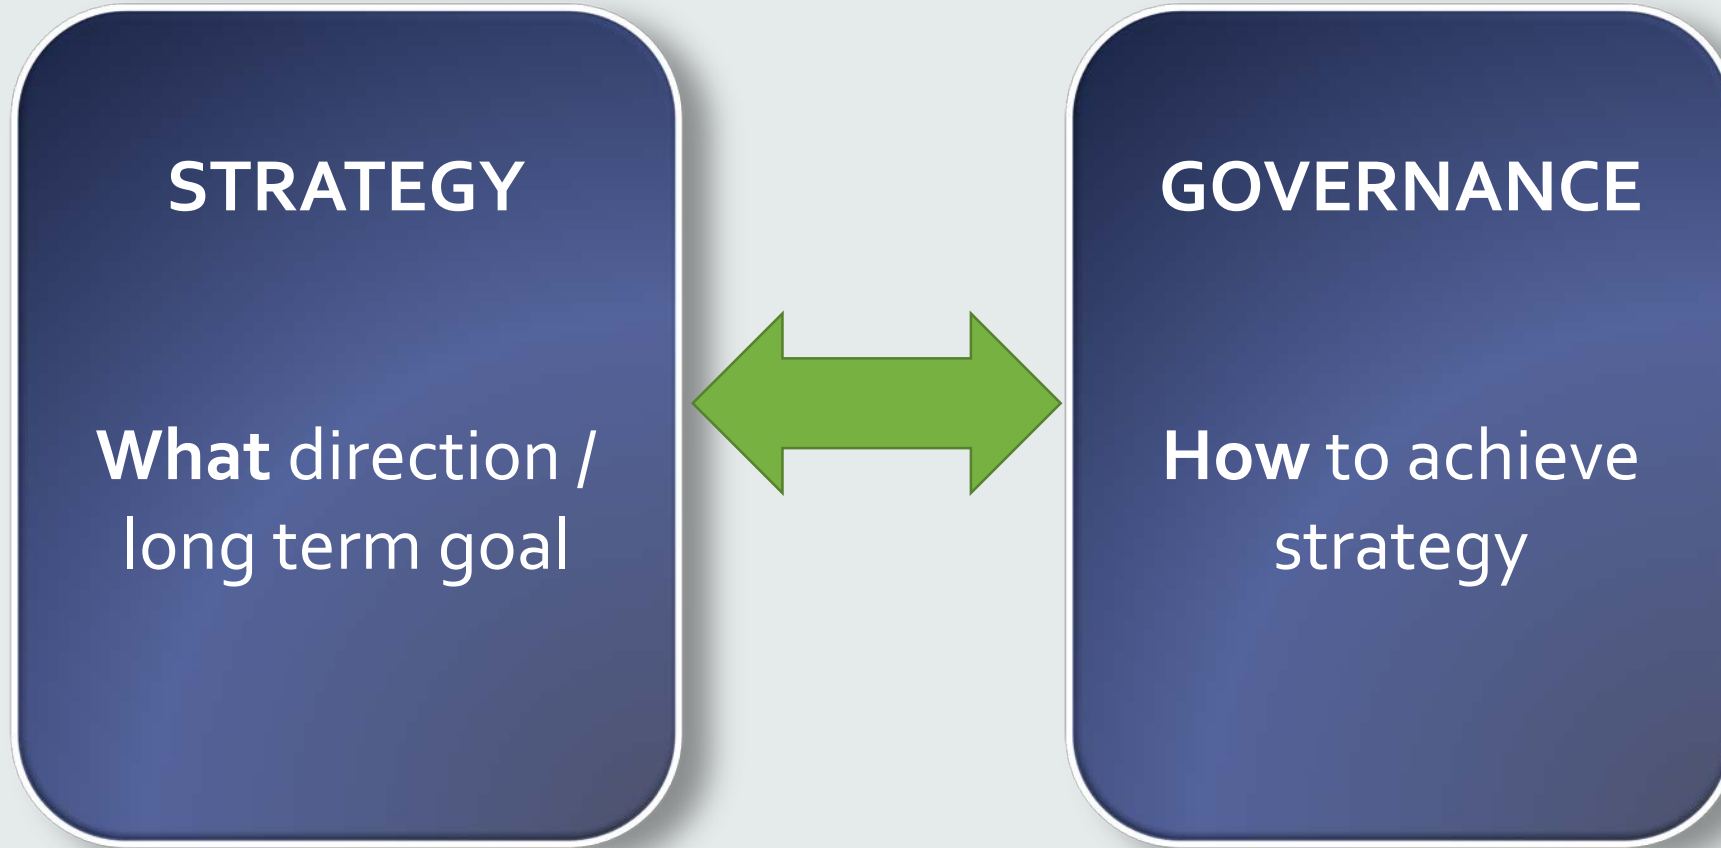 STRATEGY
What direction /
long term goal
GOVERNANCE
How to achieve
strategy